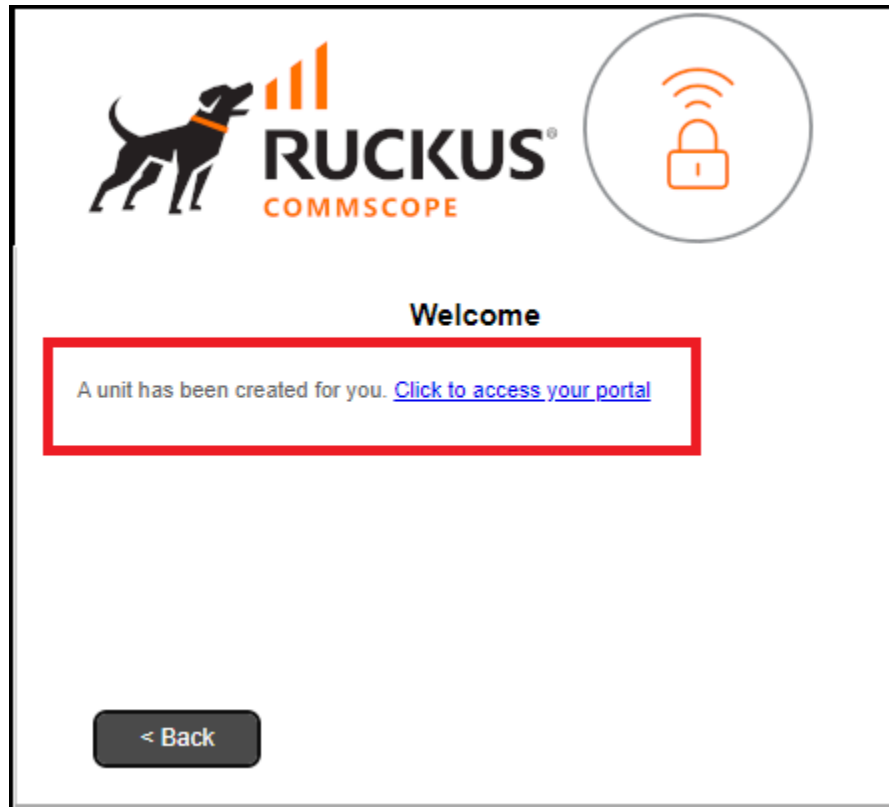 RUCKUS®
COMMSCOPE
Welcome
A unit has been created for you. Click to access your portal
< Back